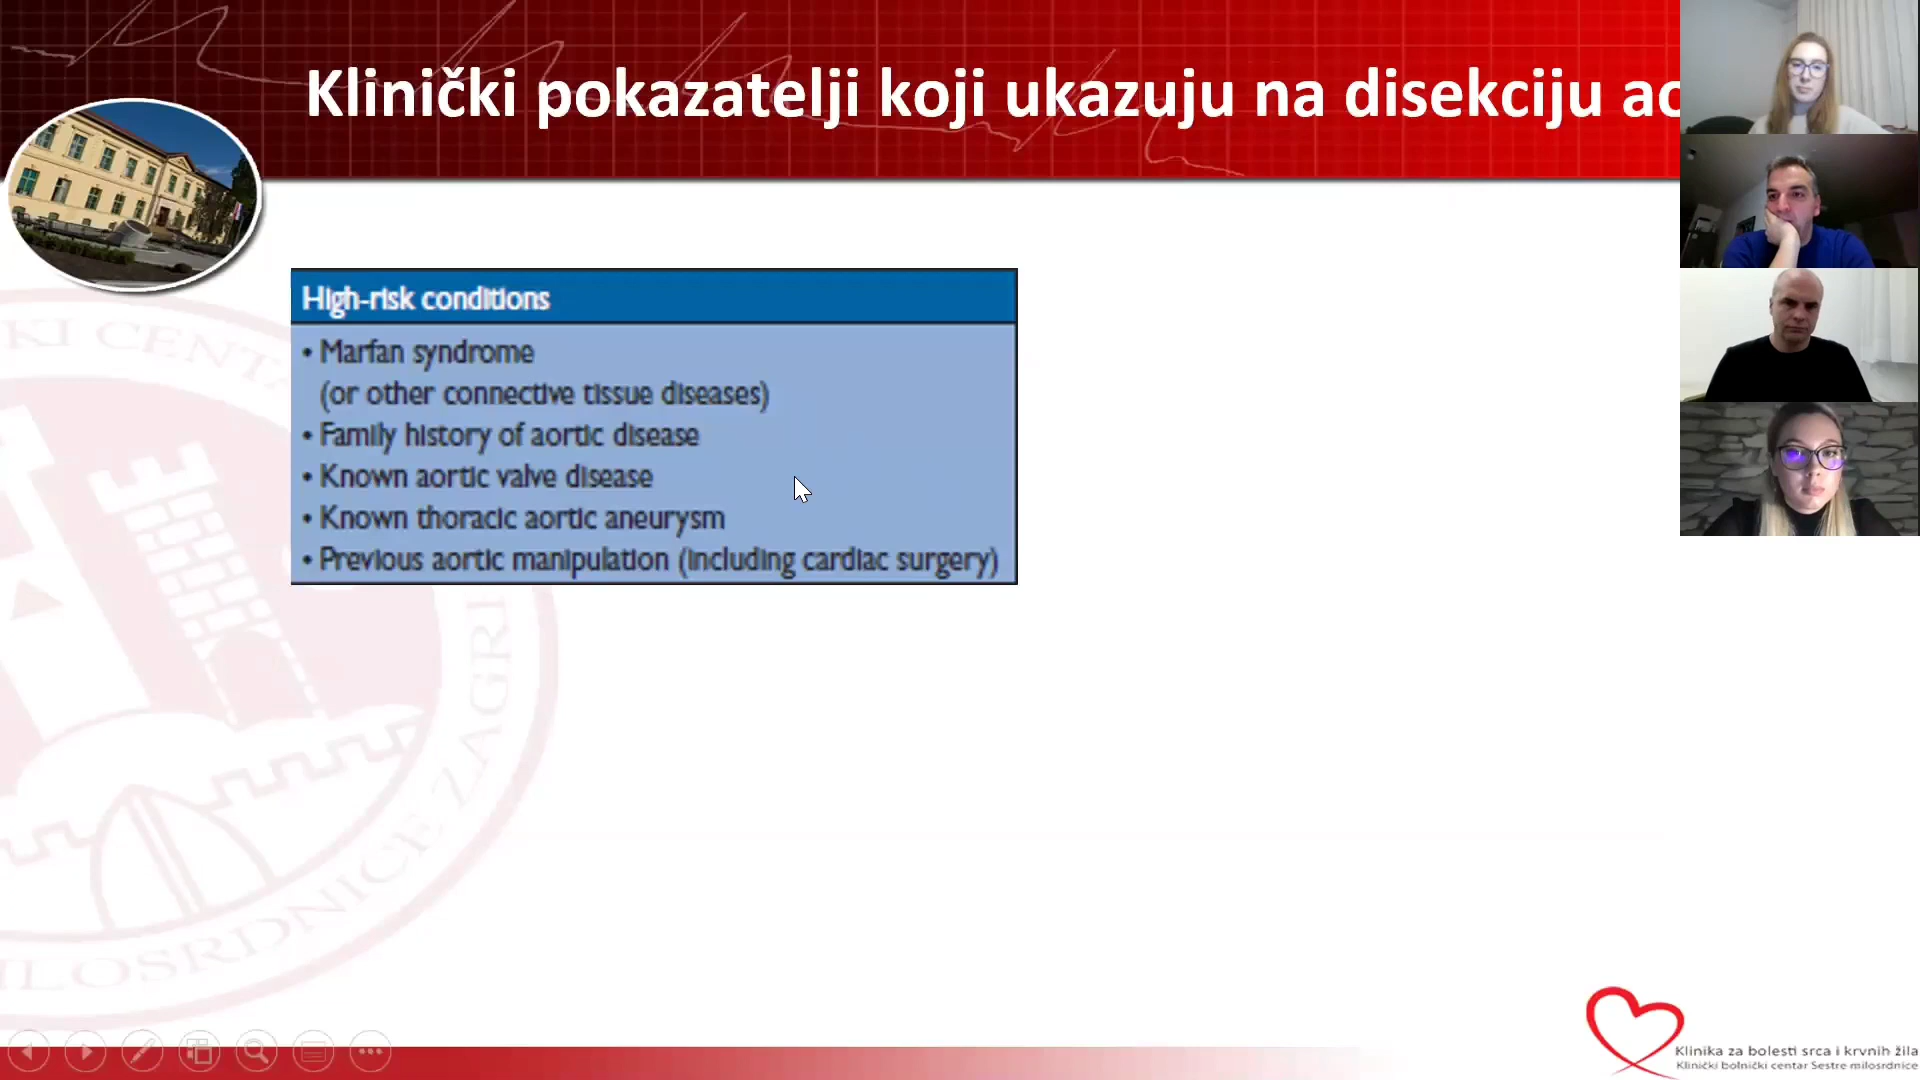 Klinički pokazatelji koji ukazuju na disekciju
High-risk conditions
• Marfan syndrome
(or other connective tissue diseases)
• Family history of aortic disease
• Known aortic valve disease
• Known thoracic aortic aneurysm
• Previous aortic manipulation (including cardiac surgery)
Klinika za bolesti srca i krvnih žila
Klinički bolnički centar Sestre milosrdnice